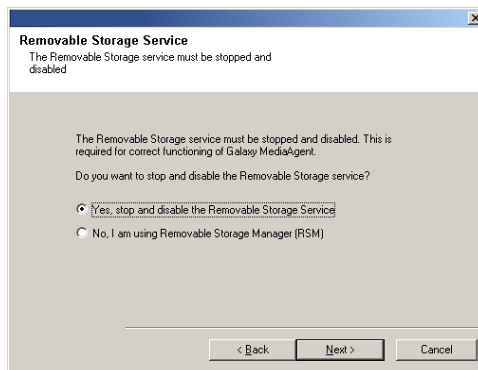 Removable Storage Service
The Removable Storage service must be stopped and
disabled
The Removable Storage service must be stopped and disabled. This is
required for correct functioning of Galaxy MediaAgent.
Do you want to stop and disable the Removable Storage service?
Yes, stop and disable the Removable Storage Service
No, I am using Removable Storage Manager (RSM)
< Back
Next >
Cancel